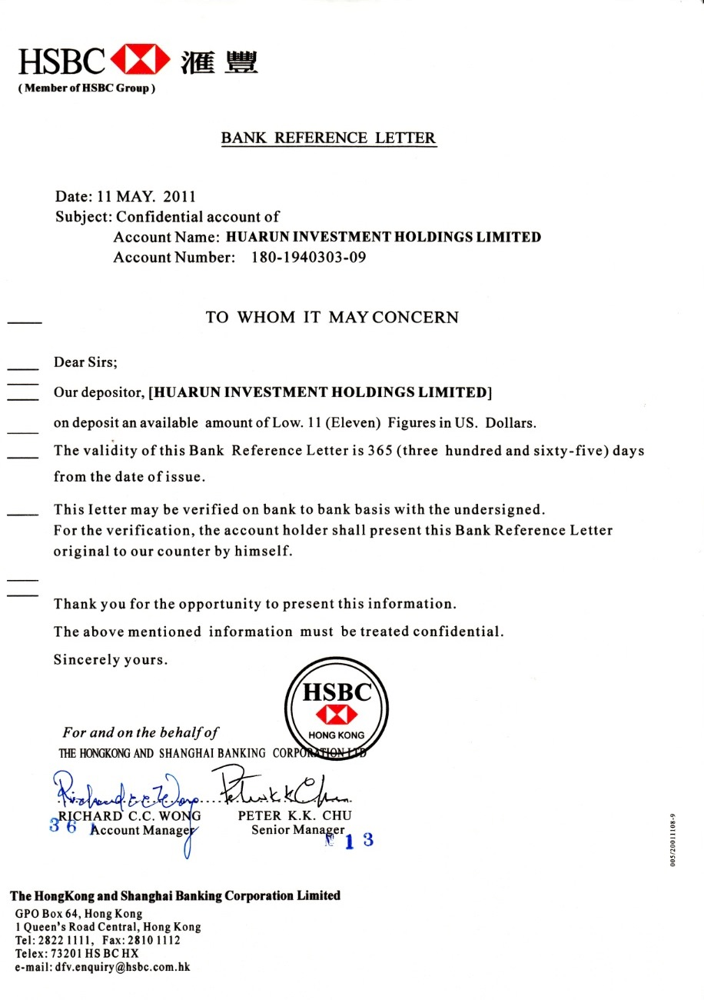 HSBC 滙豐
( Member of HSBC Group )
BANK REFERENCE LETTER
Date: 11 MAY. 2011
Subject: Confidential account of
Account Name: HUARUN INVESTMENT HOLDINGS LIMITED
Account Number: 180-1940303-09
TO WHOM IT MAY CONCERN
Dear Sirs;
Our depositor, [HUARUN INVESTMENT HOLDINGS LIMITED]
on deposit an available amount of Low. 11 (Eleven) Figures in US. Dollars.
The validity of this Bank Reference Letter is 365 (three hundred and sixty-five) days
from the date of issue.
This Ietter may be verified on bank to bank basis with the undersigned.
For the verification, the account holder shall present this Bank Reference Letter
original to our counter by himself.
Thank you for the opportunity to present this information.
The above mentioned information must be treated confidential.
Sincerely yours.
HSBC
HONG KONG
For and on the behalf of
THE HONGKONG AND SHANGHAI BANKING CORPORATION LTD
RICHARD C.C. WONG PETER K.K. CHU
Account Manager Senior Manager
36 13
005/20011108-9
The HongKong and Shanghai Banking Corporation Limited
GPO Box 64, Hong Kong
1 Queen's Road Central, Hong Kong
Tel: 2822 1111, Fax: 2810 1112
Telex: 73201 HS BC HX
e-mail: dfv.enquiry@hsbc.com.hk